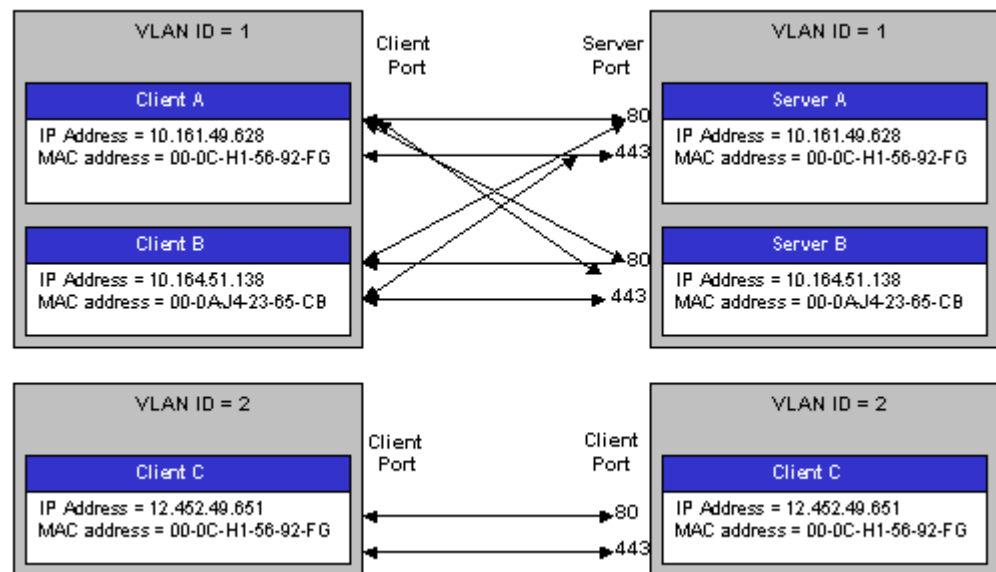 VLAN ID = 1
Client A
IP Address = 10.161.49.628
MAC address = 00-0C-H1-56-92-FG
Client B
IP Address = 10.164.51.138
MAC address = 00-0AJ4-23-65-CB
Client
Port
Server
Port
80
443
80
443
VLAN ID = 1
Server A
IP Address = 10.161.49.628
MAC address = 00-0C-H1-56-92-FG
Server B
IP Address = 10.164.51.138
MAC address = 00-0AJ4-23-65-CB
VLAN ID = 2
Client C
IP Address = 12.452.49.651
MAC address = 00-0C-H1-56-92-FG
Client
Port
Client
Port
80
443
VLAN ID = 2
Client C
IP Address = 12.452.49.651
MAC address = 00-0C-H1-56-92-FG